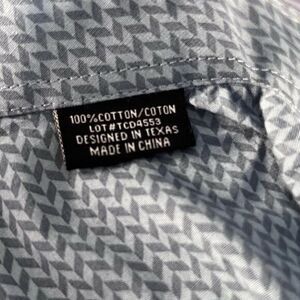 100%COTTON/COTON
LOT#TCD4553
DESIGNED IN TEXAS
MADE IN CHINA